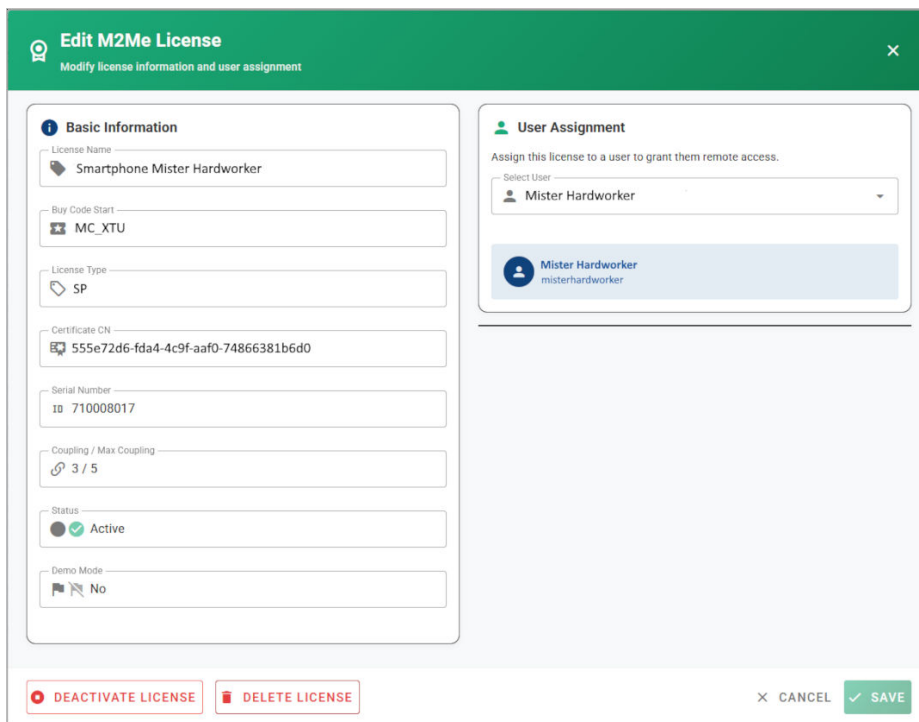 Edit M2Me License
Modify license information and user assignment
Basic Information
License Name
Smartphone Mister Hardworker
Buy Code Start
MC_XTU
License Type
SP
Certificate CN
555e72d6-fda4-4c9f-aaf0-74866381b6d0
Serial Number
ID 710008017
Coupling / Max Coupling
3 / 5
Status
Active
Demo Mode
No
User Assignment
Assign this license to a user to grant them remote access.
Select User
Mister Hardworker
Mister Hardworker
misterhardworker
DEACTIVATE LICENSE
DELETE LICENSE
CANCEL
SAVE